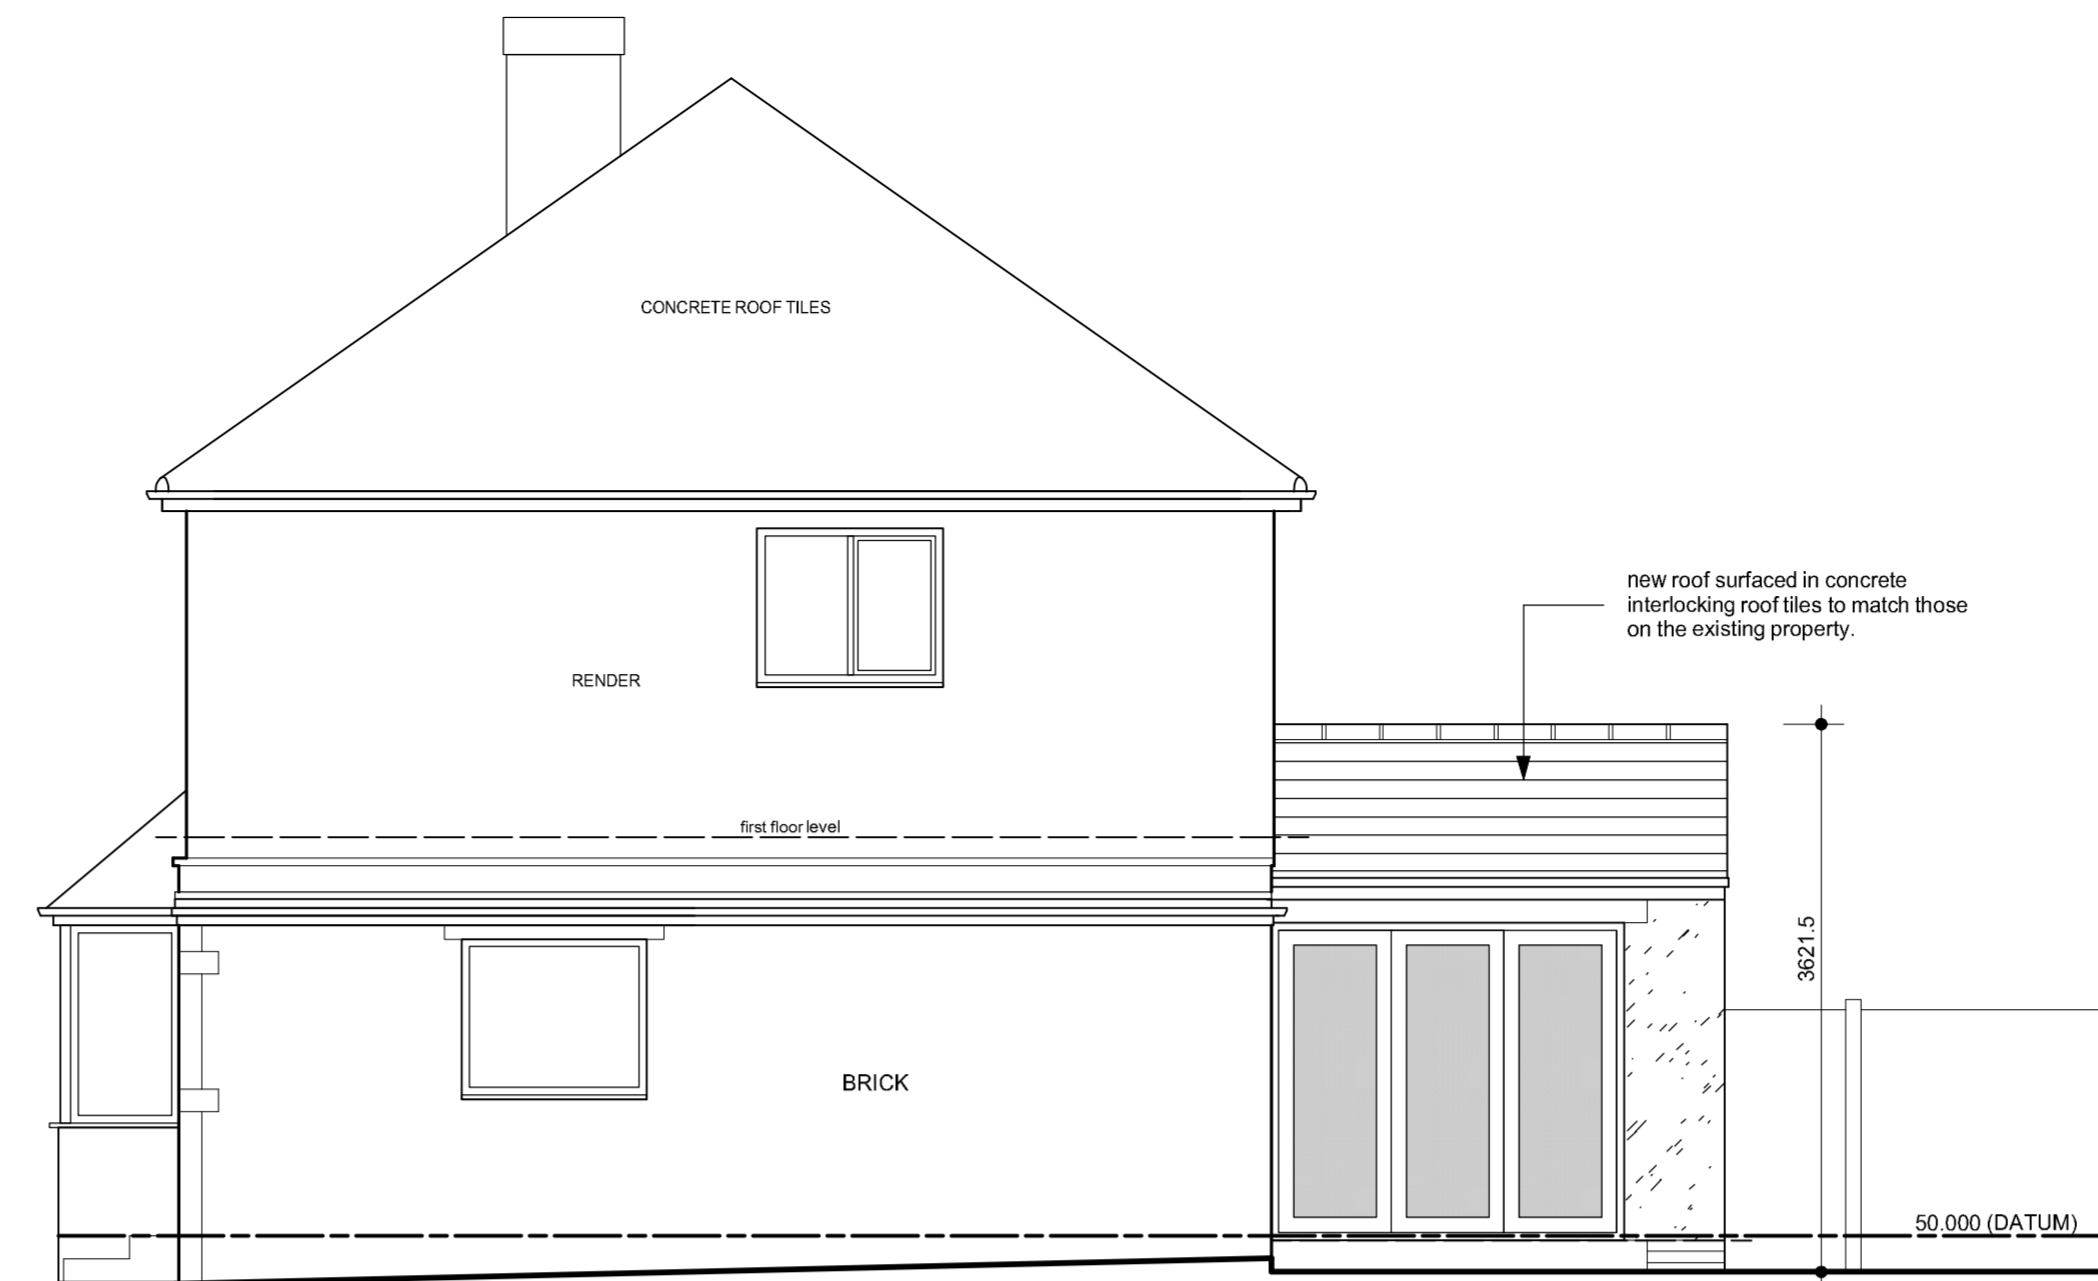 CONCRETE ROOF TILES
new roof surfaced in concrete
interlocking roof tiles to match those
on the existing property.
RENDER
first floor level
3621.5
BRICK
50.000 (DATUM)